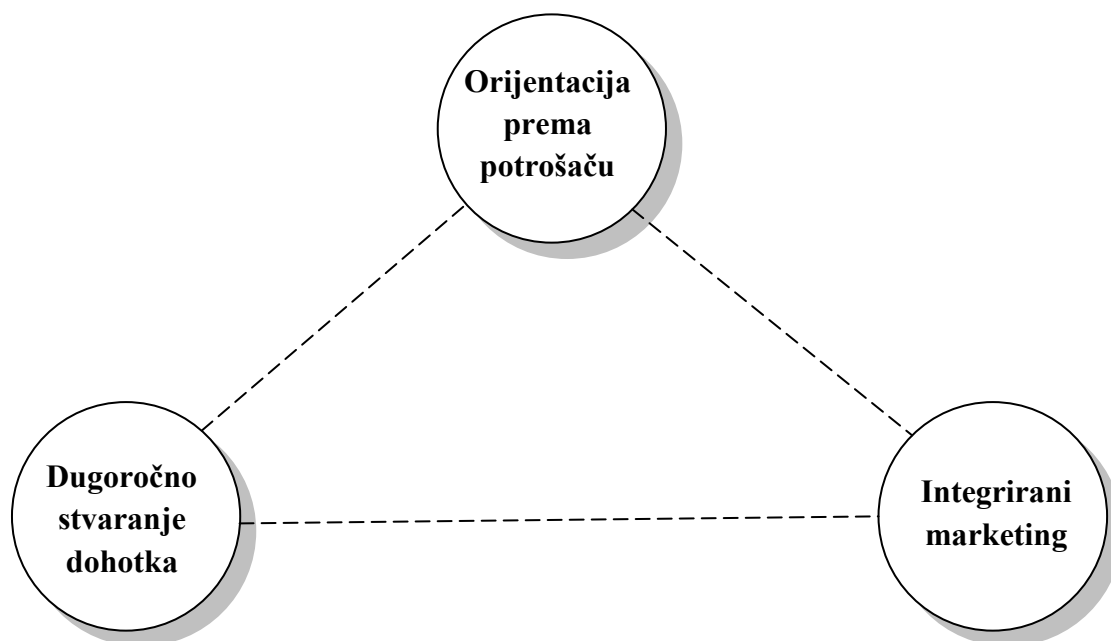 Orijentacija
prema
potrošaču
Dugoročno
stvaranje
dohotka
Integrirani
marketing